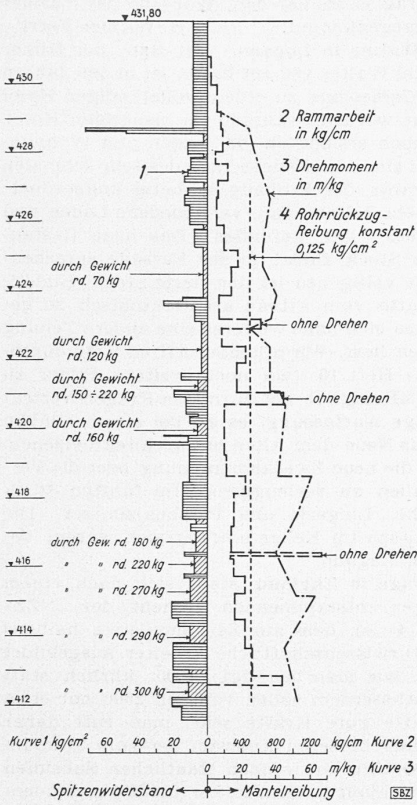 431,80
430
2 Rammarbeit
in kg/cm
428
1
3 Drehmoment
in m/kg
426
4 Rohrrückzug-
Reibung konstant
0,125 kg/cm²
durch Gewicht
rd. 70 kg
424
ohne Drehen
durch Gewicht
rd. 120 kg
422
durch Gewicht
rd. 150 ÷ 220 kg
ohne Drehen
durch Gewicht
420
rd. 160 kg
418
durch Gew. rd. 180 kg
ohne Drehen
416
" " rd. 220 kg
" " rd. 270 kg
414
" " rd. 290 kg
" " rd. 300 kg
412
Kurve 1 kg/cm² 60 40 20 0 400 800 1200 kg/cm Kurve 2
20 40 60 m/kg Kurve 3
Spitzenwiderstand Mantelreibung SBZ